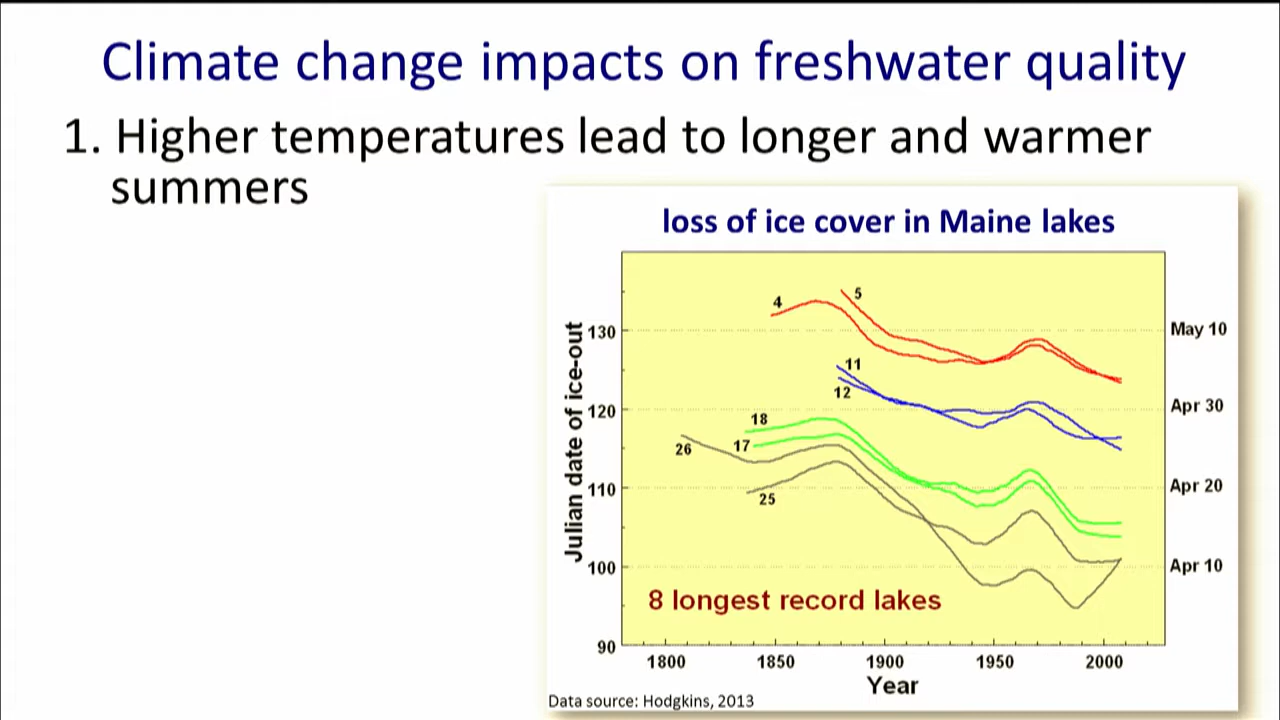 Climate change impacts on freshwater quality
1. Higher temperatures lead to longer and warmer
summers
loss of ice cover in Maine lakes
Julian date of ice-out
130
120
110
100
90
4
5
11
12
18
17
26
25
May 10
Apr 30
Apr 20
Apr 10
8 longest record lakes
1800 1850 1900 1950 2000
Year
Data source: Hodgkins, 2013